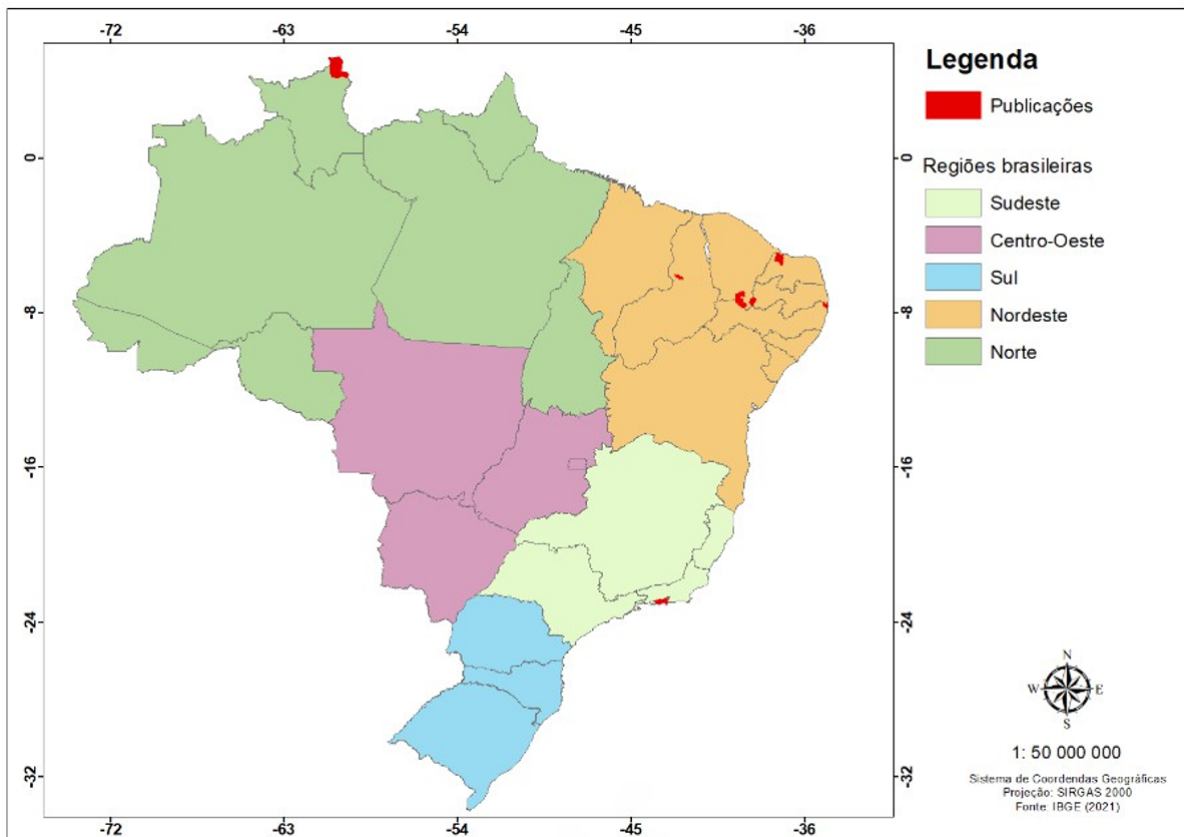 -72 -63 -54 -45 -36
Legenda
Publicações
Regiões brasileiras
Sudeste
Centro-Oeste
Sul
Nordeste
Norte
0 0
-8 -8
-16 -16
-24 -24
-32 -32
N
W E
S
1: 50 000 000
Sistema de Coordendas Geográficas
Projeção: SIRGAS 2000
Fonte: IBGE (2021)
-72 -63 -54 -45 -36